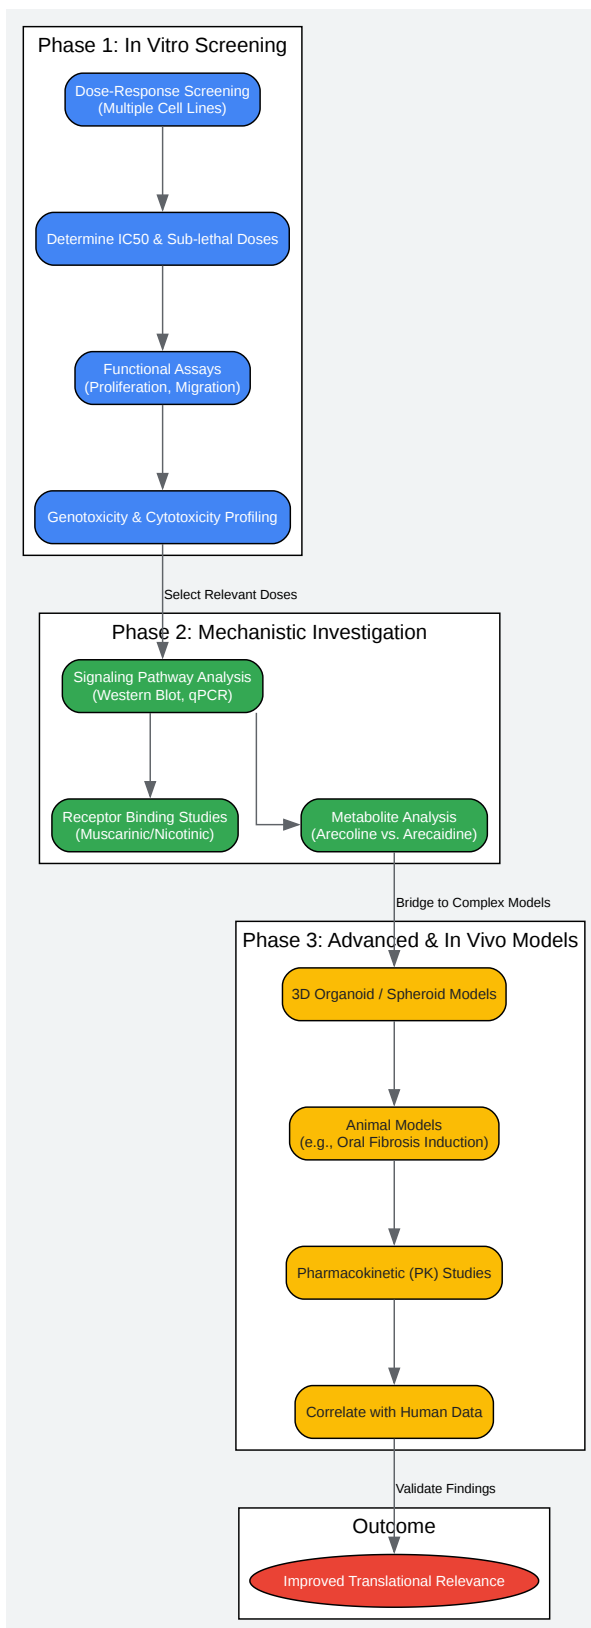 Phase 1: In Vitro Screening
Dose-Response Screening
(Multiple Cell Lines)
Determine IC50 & Sub-lethal Doses
Functional Assays
(Proliferation, Migration)
Genotoxicity & Cytotoxicity Profiling
Select Relevant Doses
Phase 2: Mechanistic Investigation
Signaling Pathway Analysis
(Western Blot, qPCR)
Receptor Binding Studies
(Muscarinic/Nicotinic)
Metabolite Analysis
(Arecoline vs. Arecaidine)
Bridge to Complex Models
Phase 3: Advanced & In Vivo Models
3D Organoid / Spheroid Models
Animal Models
(e.g., Oral Fibrosis Induction)
Pharmacokinetic (PK) Studies
Correlate with Human Data
Validate Findings
Outcome
Improved Translational Relevance